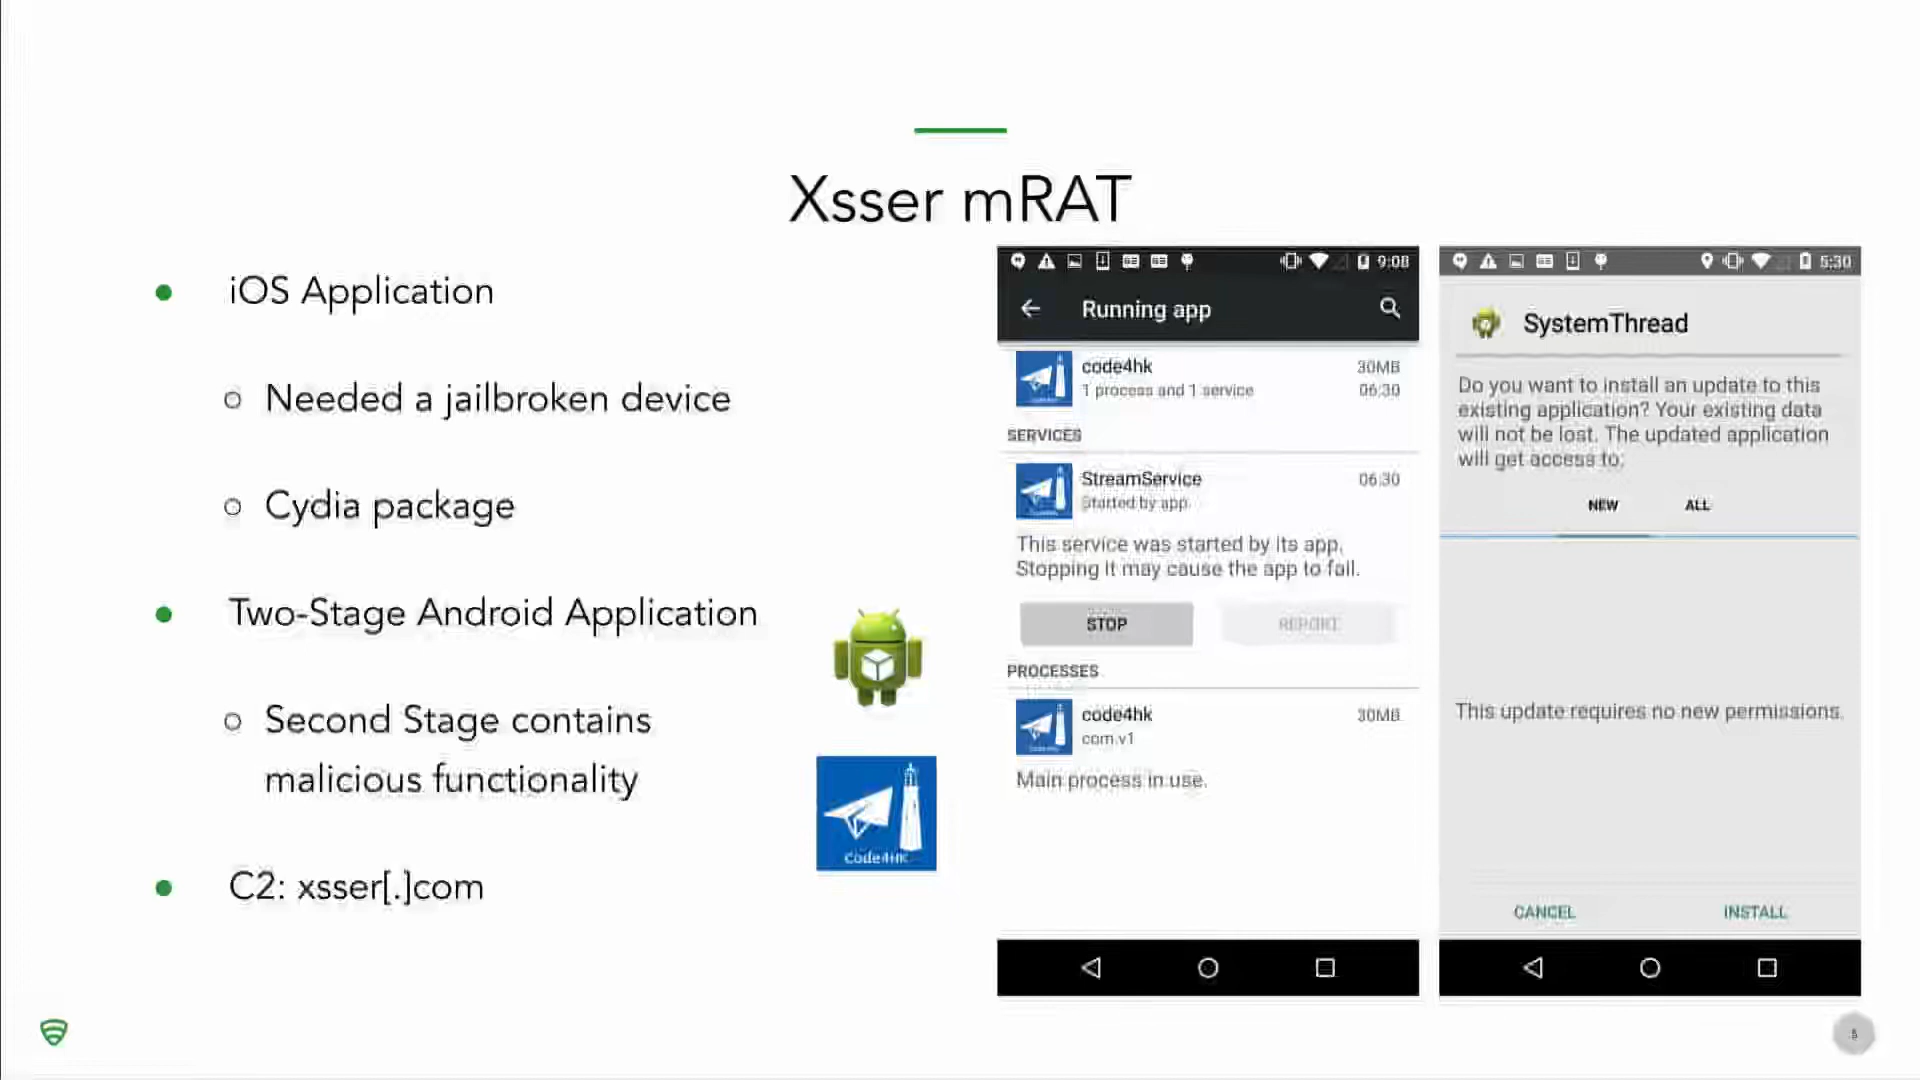 Xsser mRAT
iOS Application
Needed a jailbroken device
Cydia package
Two-Stage Android Application
Second Stage contains
malicious functionality
C2: xsser[.]com
Code4HK
9:08
Running app
code4hk 30MB
1 process and 1 service 06:30
SERVICES
StreamService 06:30
Started by app.
This service was started by its app.
Stopping it may cause the app to fail.
STOP REPORT
PROCESSES
code4hk 30MB
com.v1
Main process in use.
5:30
SystemThread
Do you want to install an update to this
existing application? Your existing data
will not be lost. The updated application
will get access to:
NEW ALL
This update requires no new permissions.
CANCEL INSTALL
5